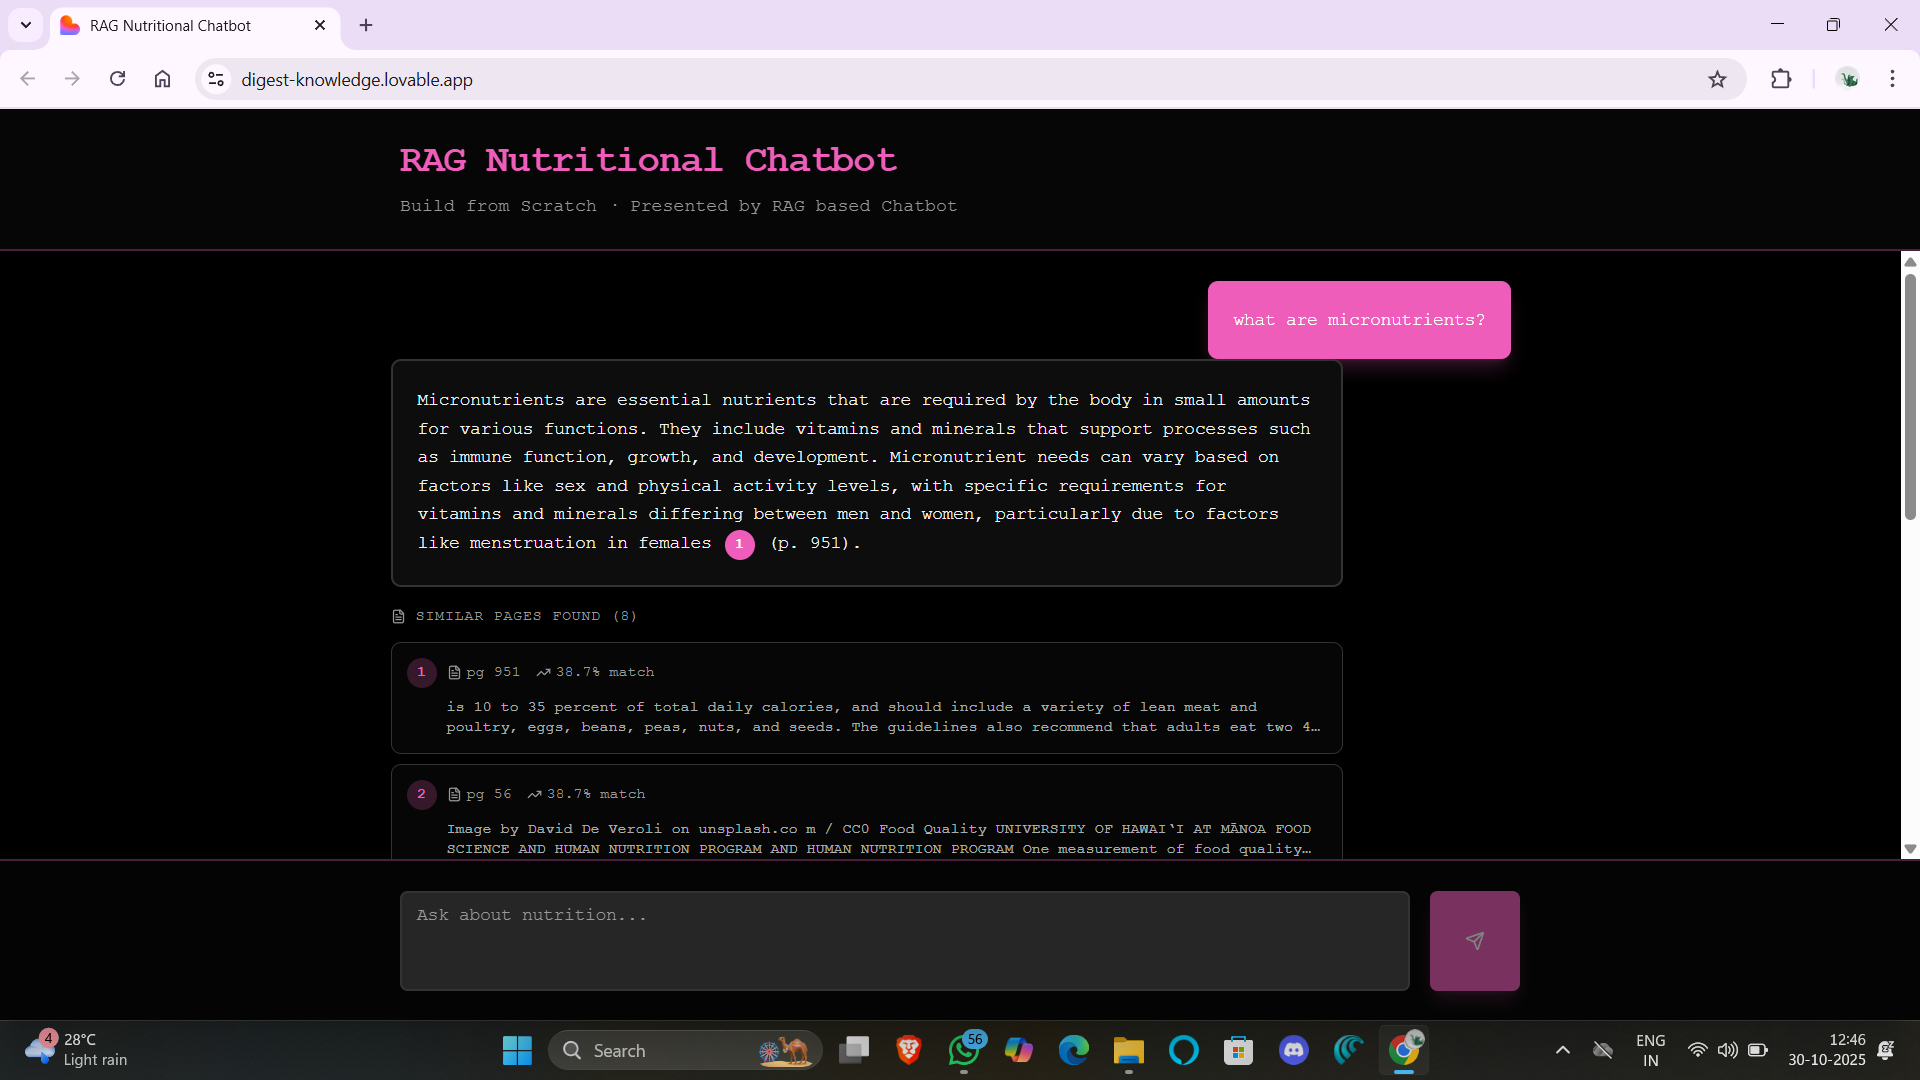 RAG Nutritional Chatbot
digest-knowledge.lovable.app
RAG Nutritional Chatbot
Build from Scratch · Presented by RAG based Chatbot
what are micronutrients?
Micronutrients are essential nutrients that are required by the body in small amounts
for various functions. They include vitamins and minerals that support processes such
as immune function, growth, and development. Micronutrient needs can vary based on
factors like sex and physical activity levels, with specific requirements for
vitamins and minerals differing between men and women, particularly due to factors
like menstruation in females 1 (p. 951).
SIMILAR PAGES FOUND (8)
1 pg 951 38.7% match
is 10 to 35 percent of total daily calories, and should include a variety of lean meat and
poultry, eggs, beans, peas, nuts, and seeds. The guidelines also recommend that adults eat two 4…
2 pg 56 38.7% match
Image by David De Veroli on unsplash.co m / CC0 Food Quality UNIVERSITY OF HAWAI‘I AT MĀNOA FOOD
SCIENCE AND HUMAN NUTRITION PROGRAM AND HUMAN NUTRITION PROGRAM One measurement of food quality…
Ask about nutrition...
4
28°C
Light rain
Search
56
ENG
IN
12:46
30-10-2025